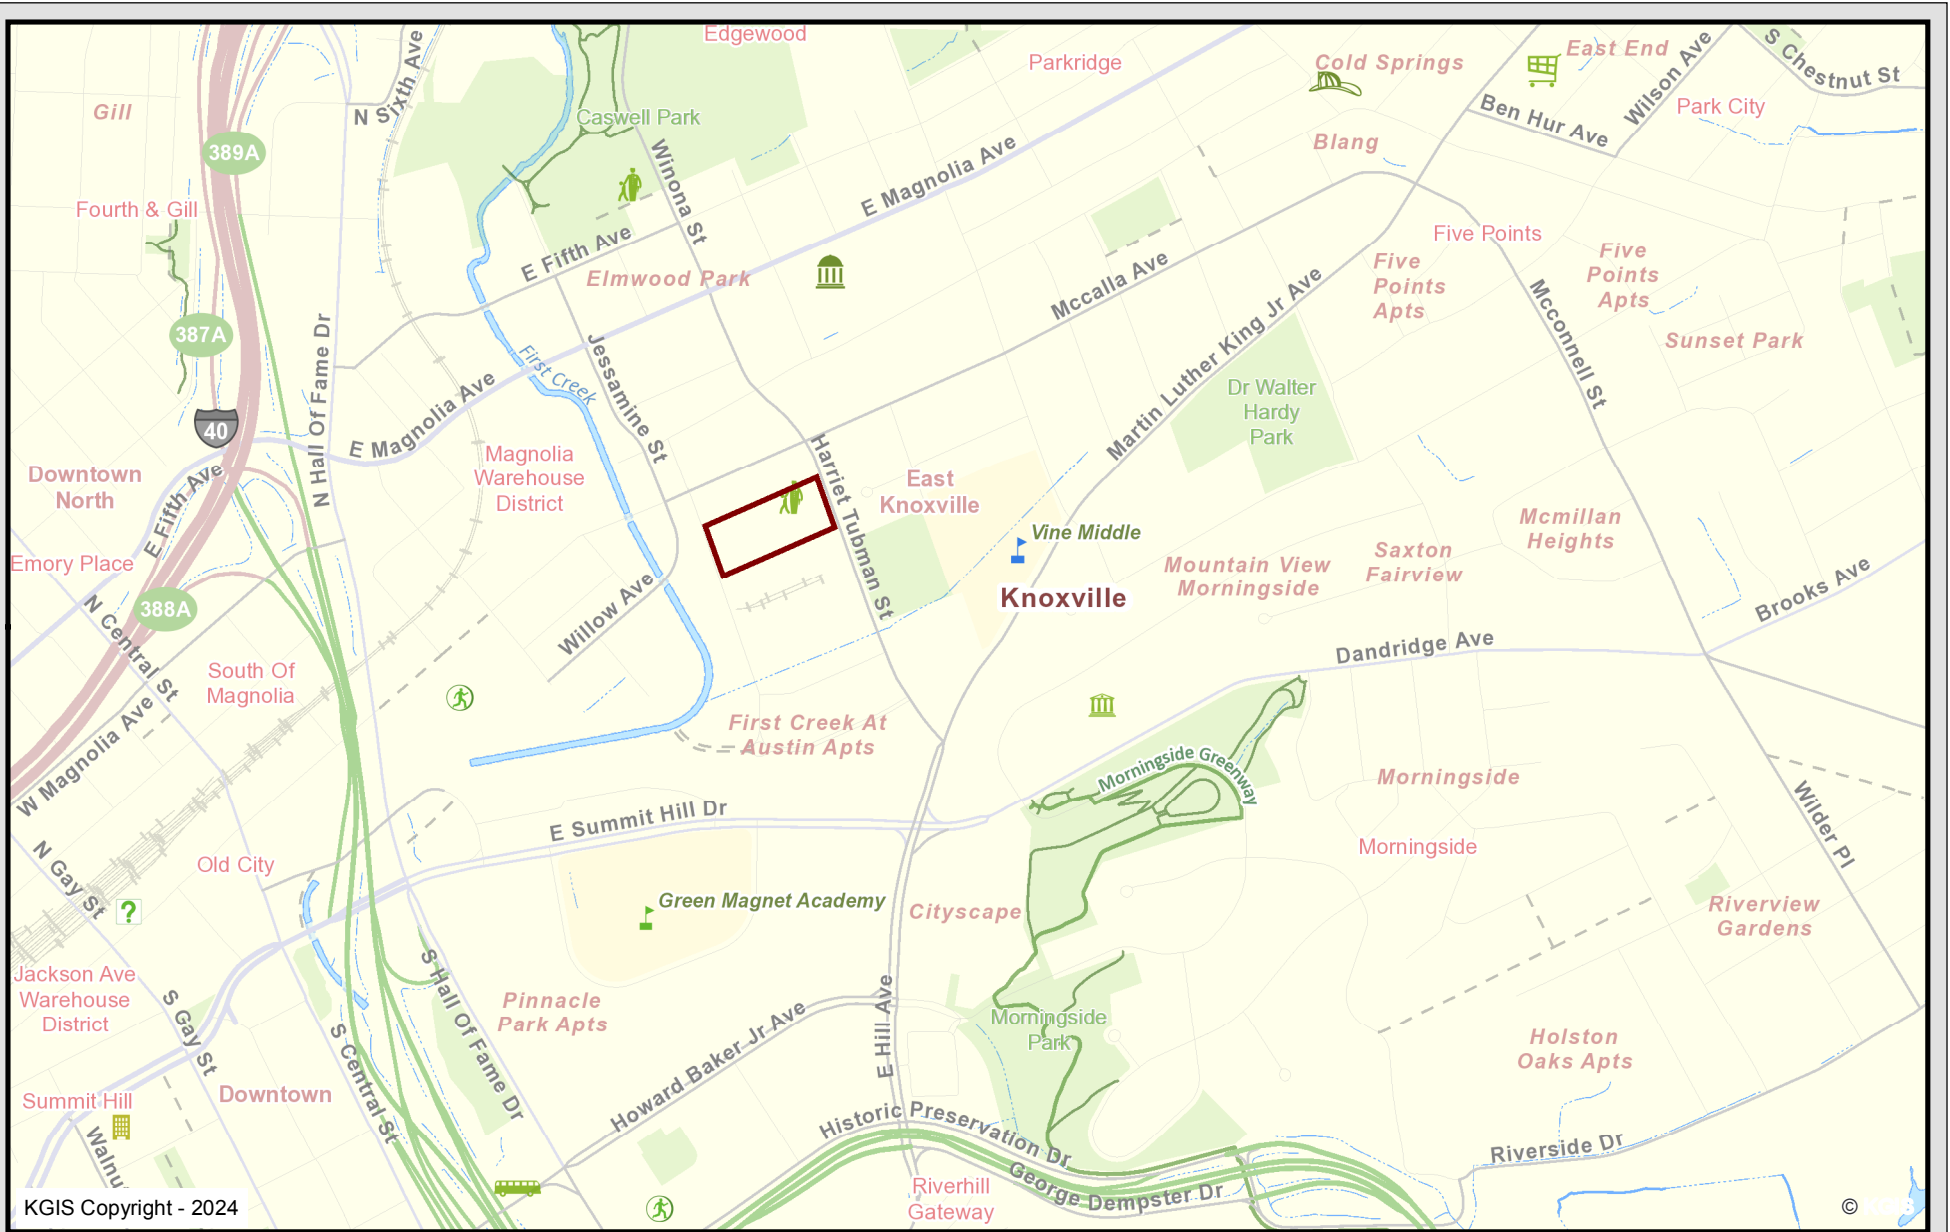 Edgewood
Parkridge
Cold Springs
East End
S Chestnut St
Gill
N Sixth Ave
Caswell Park
Wilson Ave
Park City
Ben Hur Ave
389A
Winona St
E Magnolia Ave
Blang
Fourth & Gill
E Fifth Ave
Elmwood Park
Mccalla Ave
Five Points
Five
Points
Apts
Five
Points
Apts
387A
N Hall Of Fame Dr
First Creek
Jessamine St
Martin Luther King Jr Ave
Mcconnell St
Sunset Park
40
E Magnolia Ave
Dr Walter
Hardy
Park
Downtown
North
E Fifth Ave
Magnolia
Warehouse
District
Harriet Tubman St
East
Knoxville
Vine Middle
Mcmillan
Heights
Emory Place
Mountain View
Morningside
Saxton
Fairview
Knoxville
388A
N Central St
Willow Ave
Brooks Ave
Dandridge Ave
South Of
Magnolia
W Magnolia Ave
First Creek At
Austin Apts
Morningside Greenway
Morningside
E Summit Hill Dr
Wilder Pl
Morningside
N Gay St
Old City
?
Green Magnet Academy
Cityscape
Riverview
Gardens
Jackson Ave
Warehouse
District
S Gay St
S Central St
S Hall Of Fame Dr
Pinnacle
Park Apts
Howard Baker Jr Ave
E Hill Ave
Morningside
Park
Holston
Oaks Apts
Summit Hill
Downtown
Walnu
Historic Preservation Dr
George Dempster Dr
Riverside Dr
Riverhill
Gateway
KGIS Copyright - 2024
©